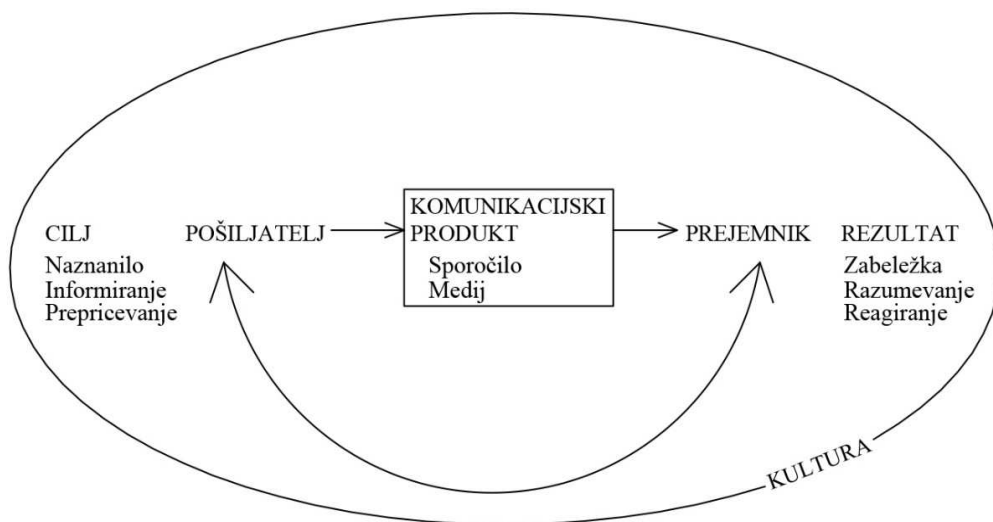 CILJ
Naznanilo
Informiranje
Prepricevanje
POŠILJATELJ
KOMUNIKACIJSKI
PRODUKT
Sporočilo
Medij
PREJEMNIK
REZULTAT
Zabeležka
Razumevanje
Reagiranje
KULTURA